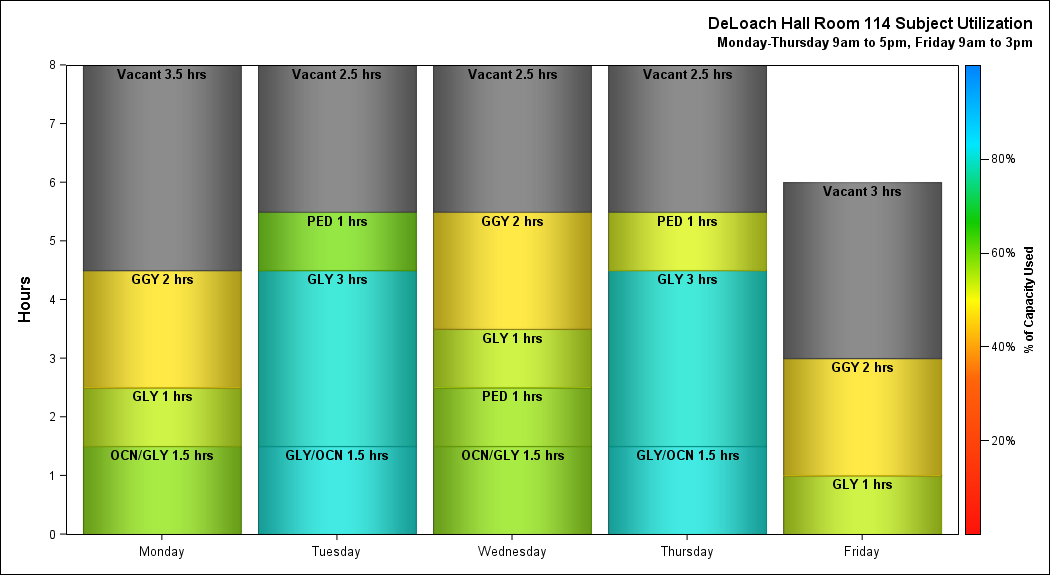 DeLoach Hall Room 114 Subject Utilization
Monday-Thursday 9am to 5pm, Friday 9am to 3pm
Hours
8
7
6
5
4
3
2
1
0
Vacant 3.5 hrs
GGY 2 hrs
GLY 1 hrs
OCN/GLY 1.5 hrs
Vacant 2.5 hrs
PED 1 hrs
GLY 3 hrs
GLY/OCN 1.5 hrs
Vacant 2.5 hrs
GGY 2 hrs
GLY 1 hrs
PED 1 hrs
OCN/GLY 1.5 hrs
Vacant 2.5 hrs
PED 1 hrs
GLY 3 hrs
GLY/OCN 1.5 hrs
Vacant 3 hrs
GGY 2 hrs
GLY 1 hrs
Monday
Tuesday
Wednesday
Thursday
Friday
80%
60%
40%
20%
% of Capacity Used